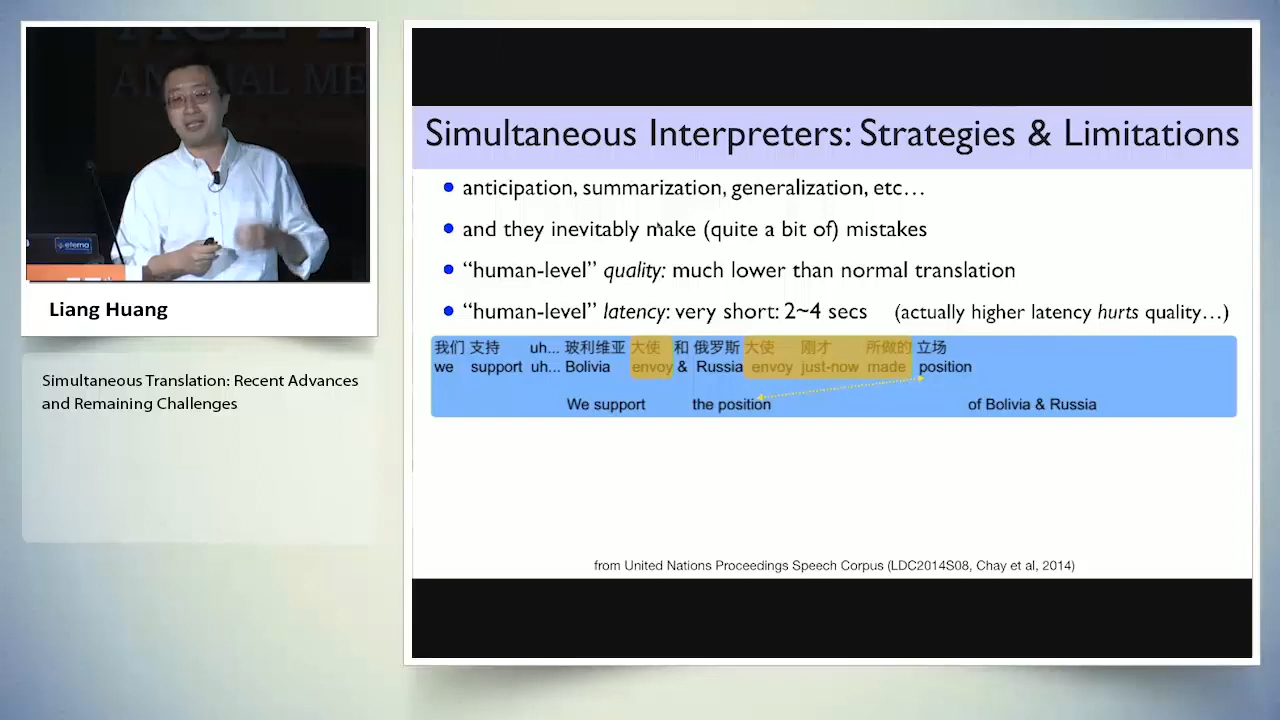 ANNUAL ME
etema
Liang Huang
Simultaneous Translation: Recent Advances
and Remaining Challenges
Simultaneous Interpreters: Strategies & Limitations
• anticipation, summarization, generalization, etc…
• and they inevitably make (quite a bit of) mistakes
• “human-level” quality: much lower than normal translation
• “human-level” latency: very short: 2~4 secs (actually higher latency hurts quality…)
我们 支持 uh... 玻利维亚 大使 和 俄罗斯 大使 刚才 所做的 立场
we support uh... Bolivia envoy & Russia envoy just-now made position
We support the position of Bolivia & Russia
from United Nations Proceedings Speech Corpus (LDC2014S08, Chay et al, 2014)